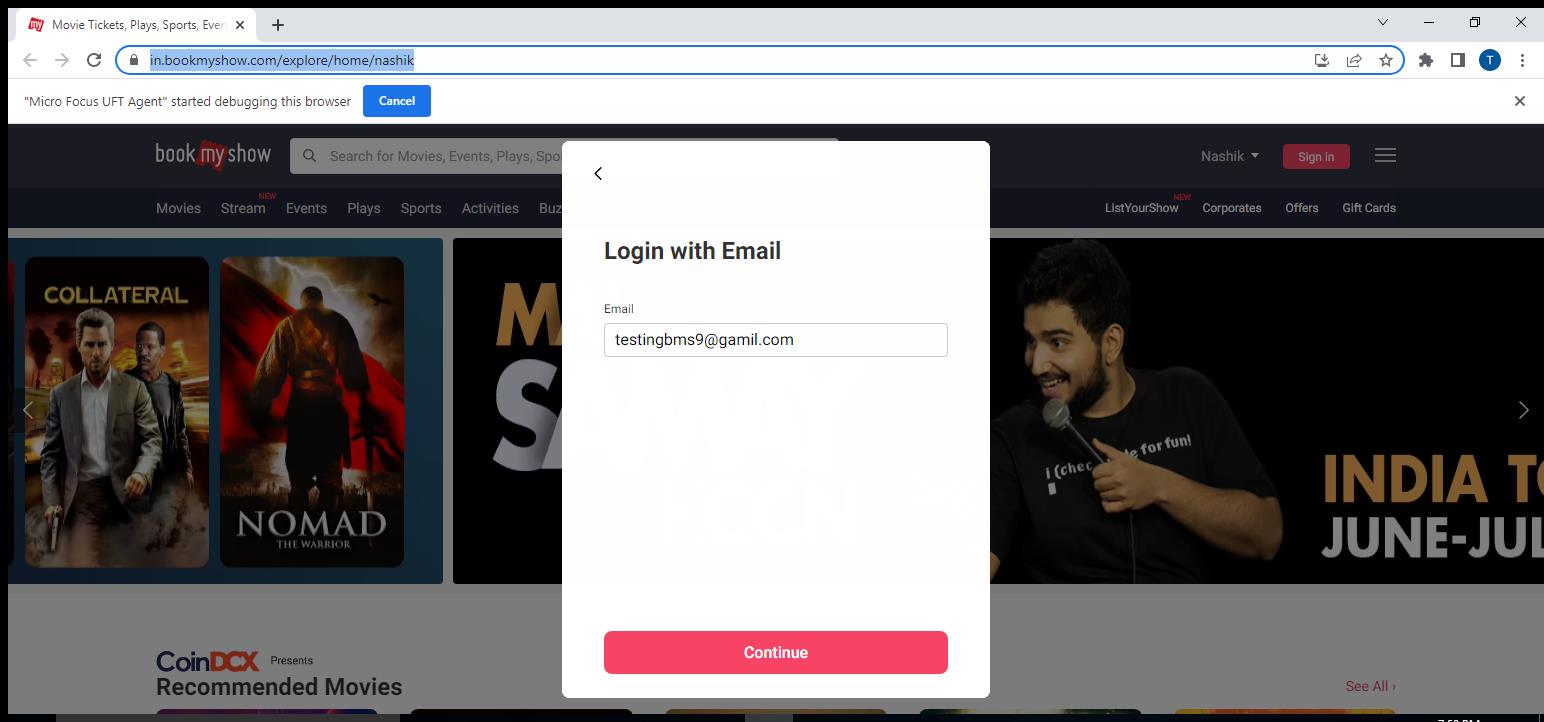 Movie Tickets, Plays, Sports, Even
in.bookmyshow.com/explore/home/nashik
T
"Micro Focus UFT Agent" started debugging this browser
Cancel
book my show
Search for Movies, Events, Plays, Spo
Nashik
Sign in
Movies
Stream
NEW
Events
Plays
Sports
Activities
Buz
ListYourShow
NEW
Corporates
Offers
Gift Cards
COLLATERAL
NOMAD
THE WARRIOR
Login with Email
Email
testingbms9@gamil.com
Continue
for fun!
INDIA TO
JUNE-JUL
CoinDCX Presents
Recommended Movies
See All ›